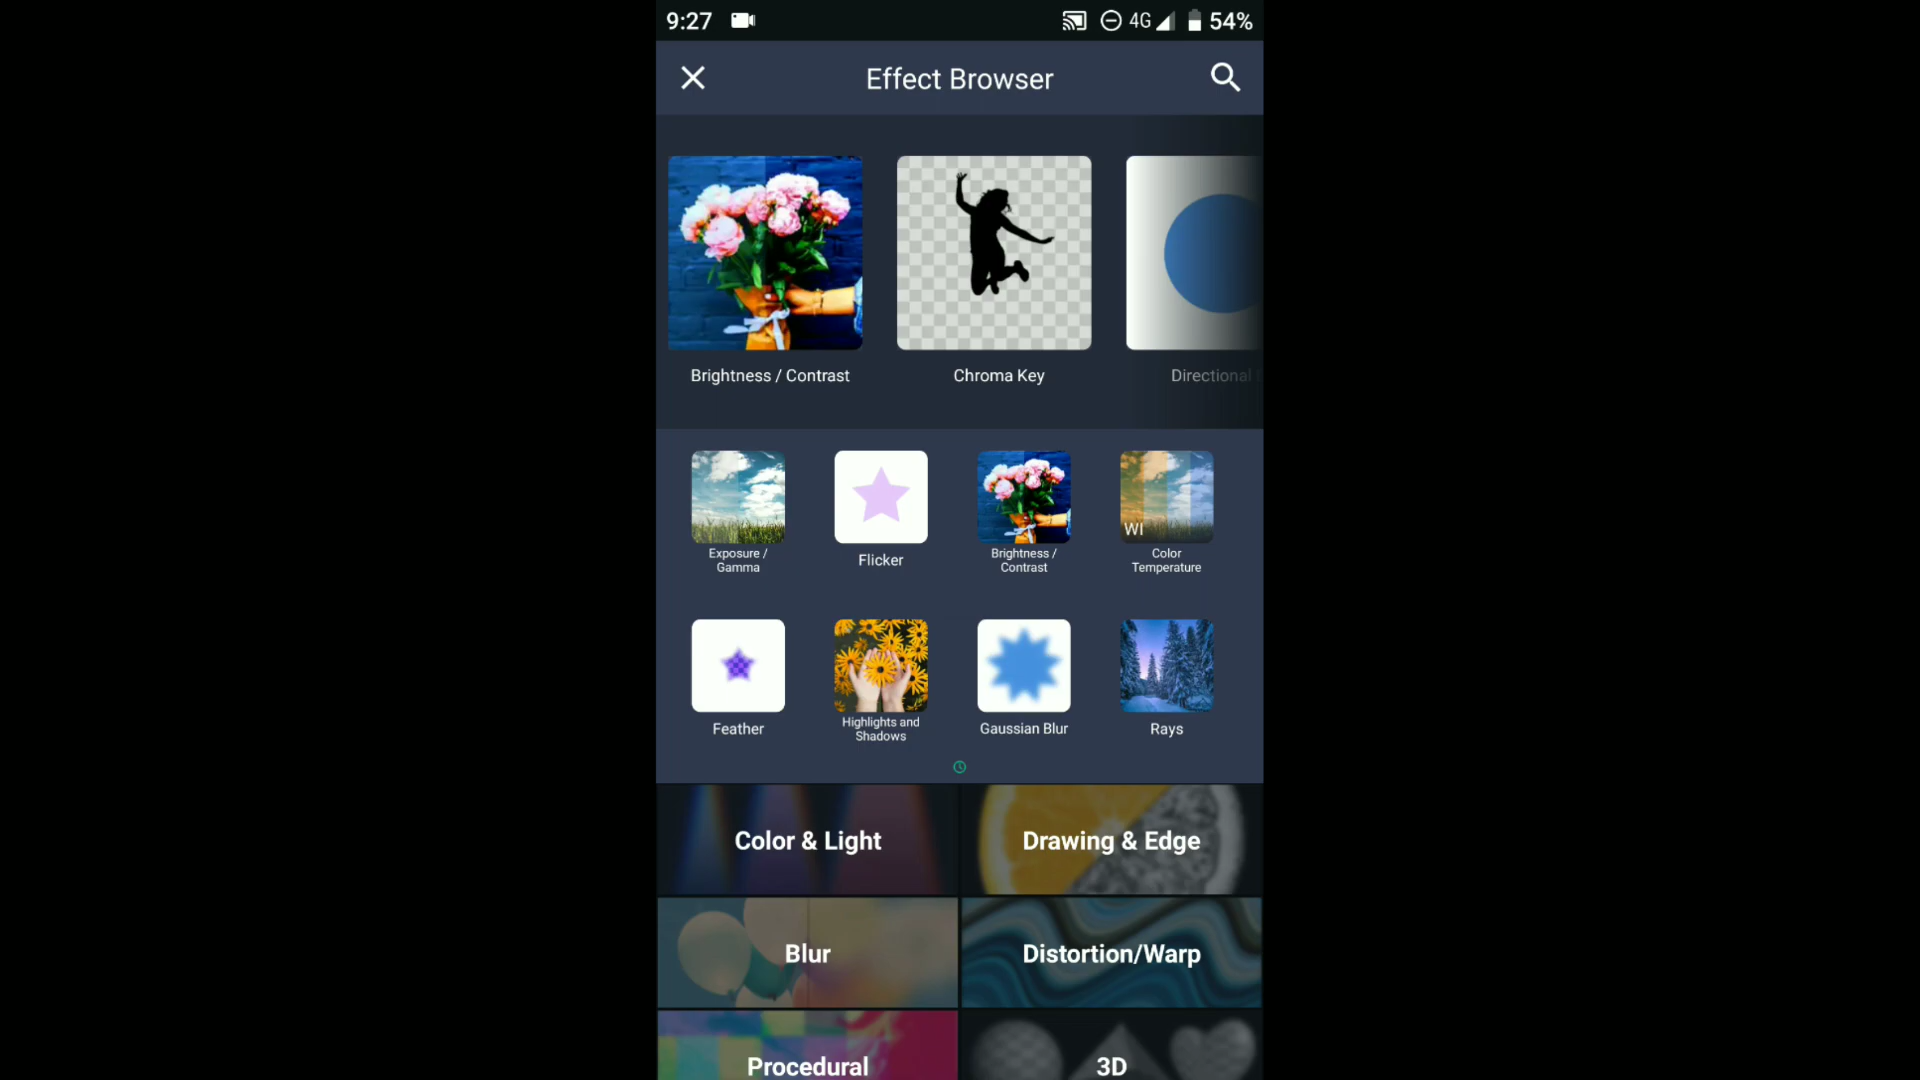 9:27
4G
54%
Effect Browser
Brightness / Contrast
Chroma Key
Directional
Exposure /
Gamma
Flicker
Brightness /
Contrast
WI
Color
Temperature
Feather
Highlights and
Shadows
Gaussian Blur
Rays
Color & Light
Drawing & Edge
Blur
Distortion/Warp
Procedural
3D